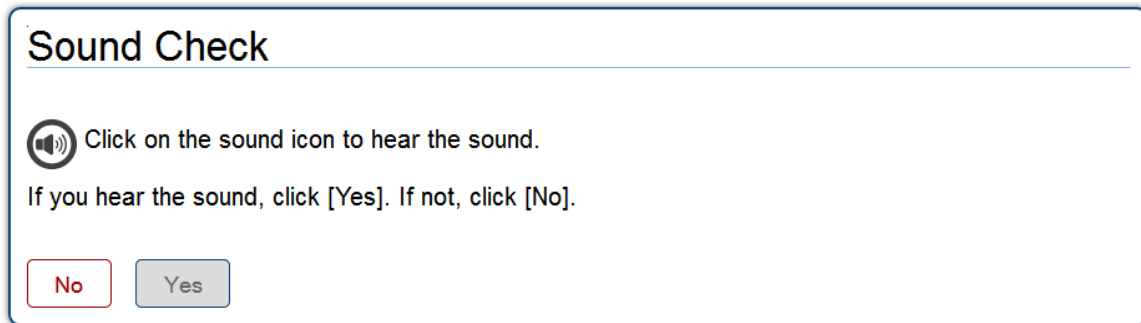 Sound Check
Click on the sound icon to hear the sound.
If you hear the sound, click [Yes]. If not, click [No].
No Yes